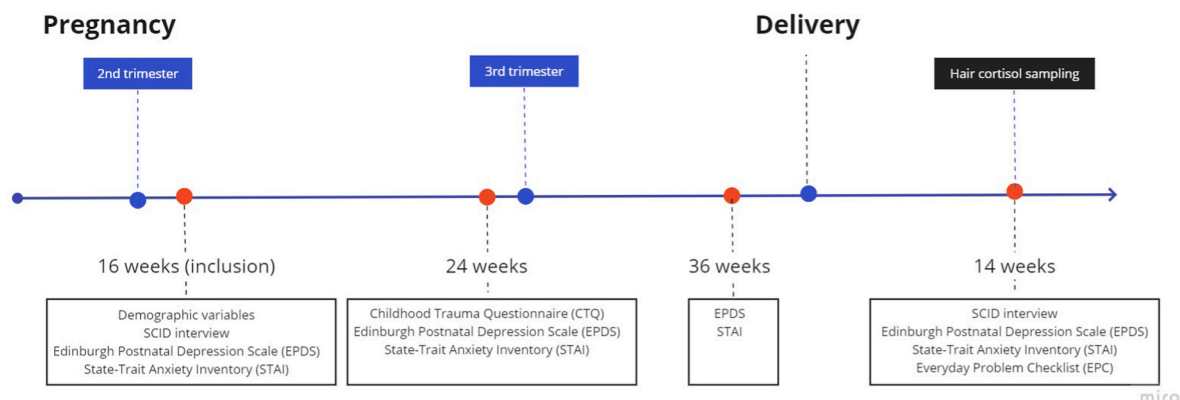 Pregnancy
Delivery
2nd trimester
3rd trimester
Hair cortisol sampling
16 weeks (inclusion)
24 weeks
36 weeks
14 weeks
Demographic variables
SCID interview
Edinburgh Postnatal Depression Scale (EPDS)
State-Trait Anxiety Inventory (STAI)
Childhood Trauma Questionnaire (CTQ)
Edinburgh Postnatal Depression Scale (EPDS)
State-Trait Anxiety Inventory (STAI)
EPDS
STAI
SCID interview
Edinburgh Postnatal Depression Scale (EPDS)
State-Trait Anxiety Inventory (STAI)
Everyday Problem Checklist (EPC)
miro